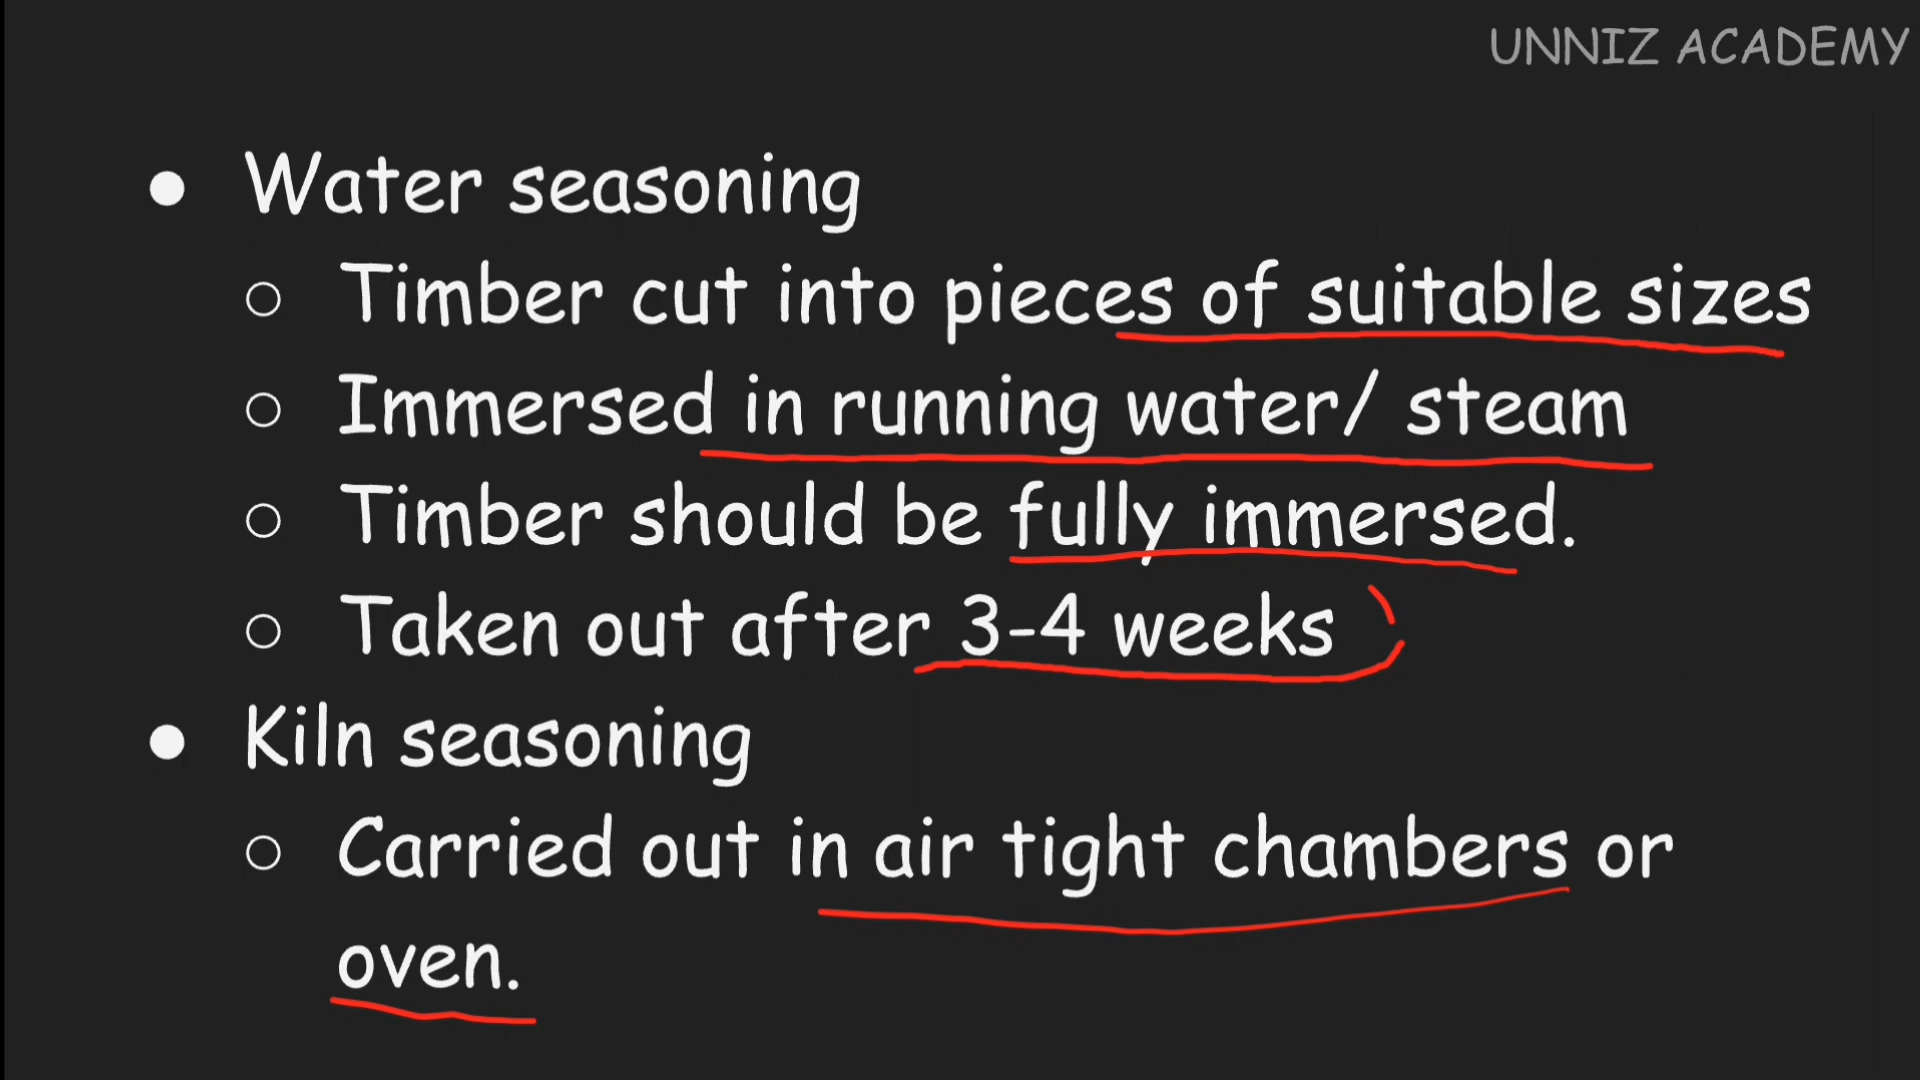 UNNIZ ACADEMY
● Water seasoning
○ Timber cut into pieces of suitable sizes
○ Immersed in running water/ steam
○ Timber should be fully immersed.
○ Taken out after 3-4 weeks
● Kiln seasoning
○ Carried out in air tight chambers or
oven.